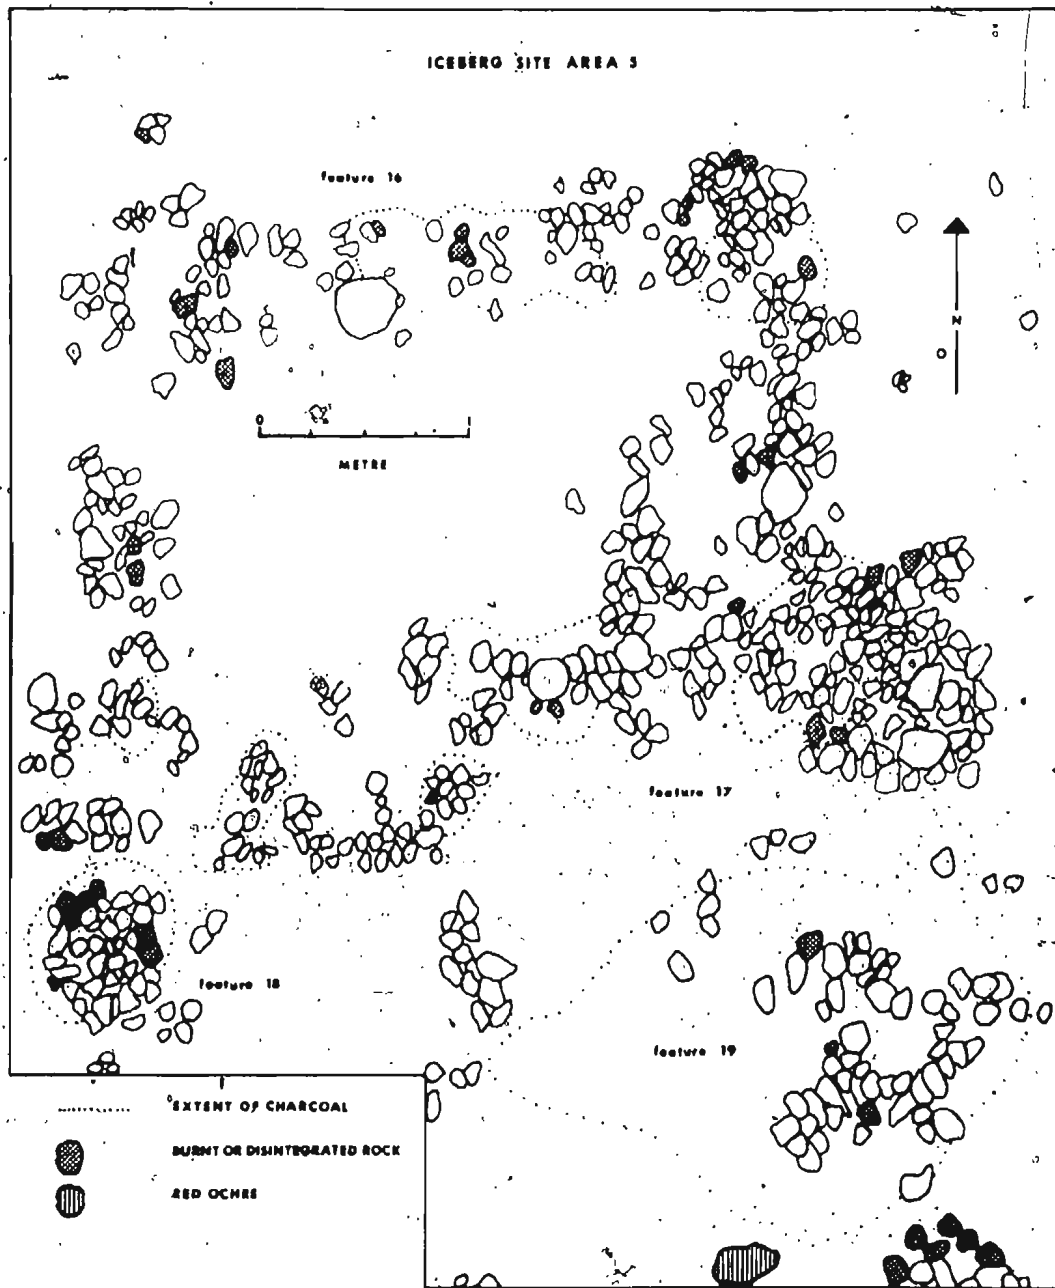 ICEBERG SITE AREA 5
feature 16
N
0 1
METRE
feature 17
feature 18
feature 19
EXTENT OF CHARCOAL
BURNT OR DISINTEGRATED ROCK
RED OCHRE